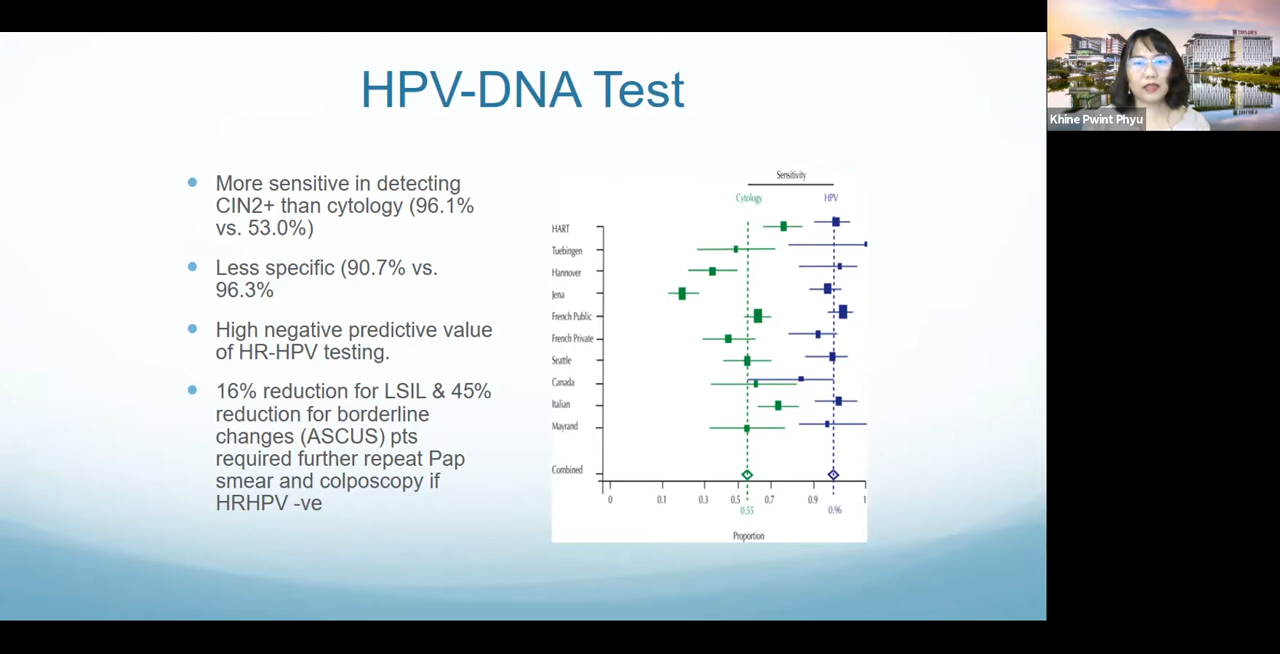 HPV-DNA Test
More sensitive in detecting
CIN2+ than cytology (96.1%
vs. 53.0%)
Less specific (90.7% vs.
96.3%
High negative predictive value
of HR-HPV testing.
16% reduction for LSIL & 45%
reduction for borderline
changes (ASCUS) pts
required further repeat Pap
smear and colposcopy if
HRHPV -ve
Sensitivity
Cytology HPV
HART
Tuebingen
Hannover
Jena
French Public
French Private
Seattle
Canada
Italian
Mayrand
Combined
0 0.1 0.3 0.5 0.7 0.9 1
0.55 0.96
Proportion
Khine Pwint Phyu